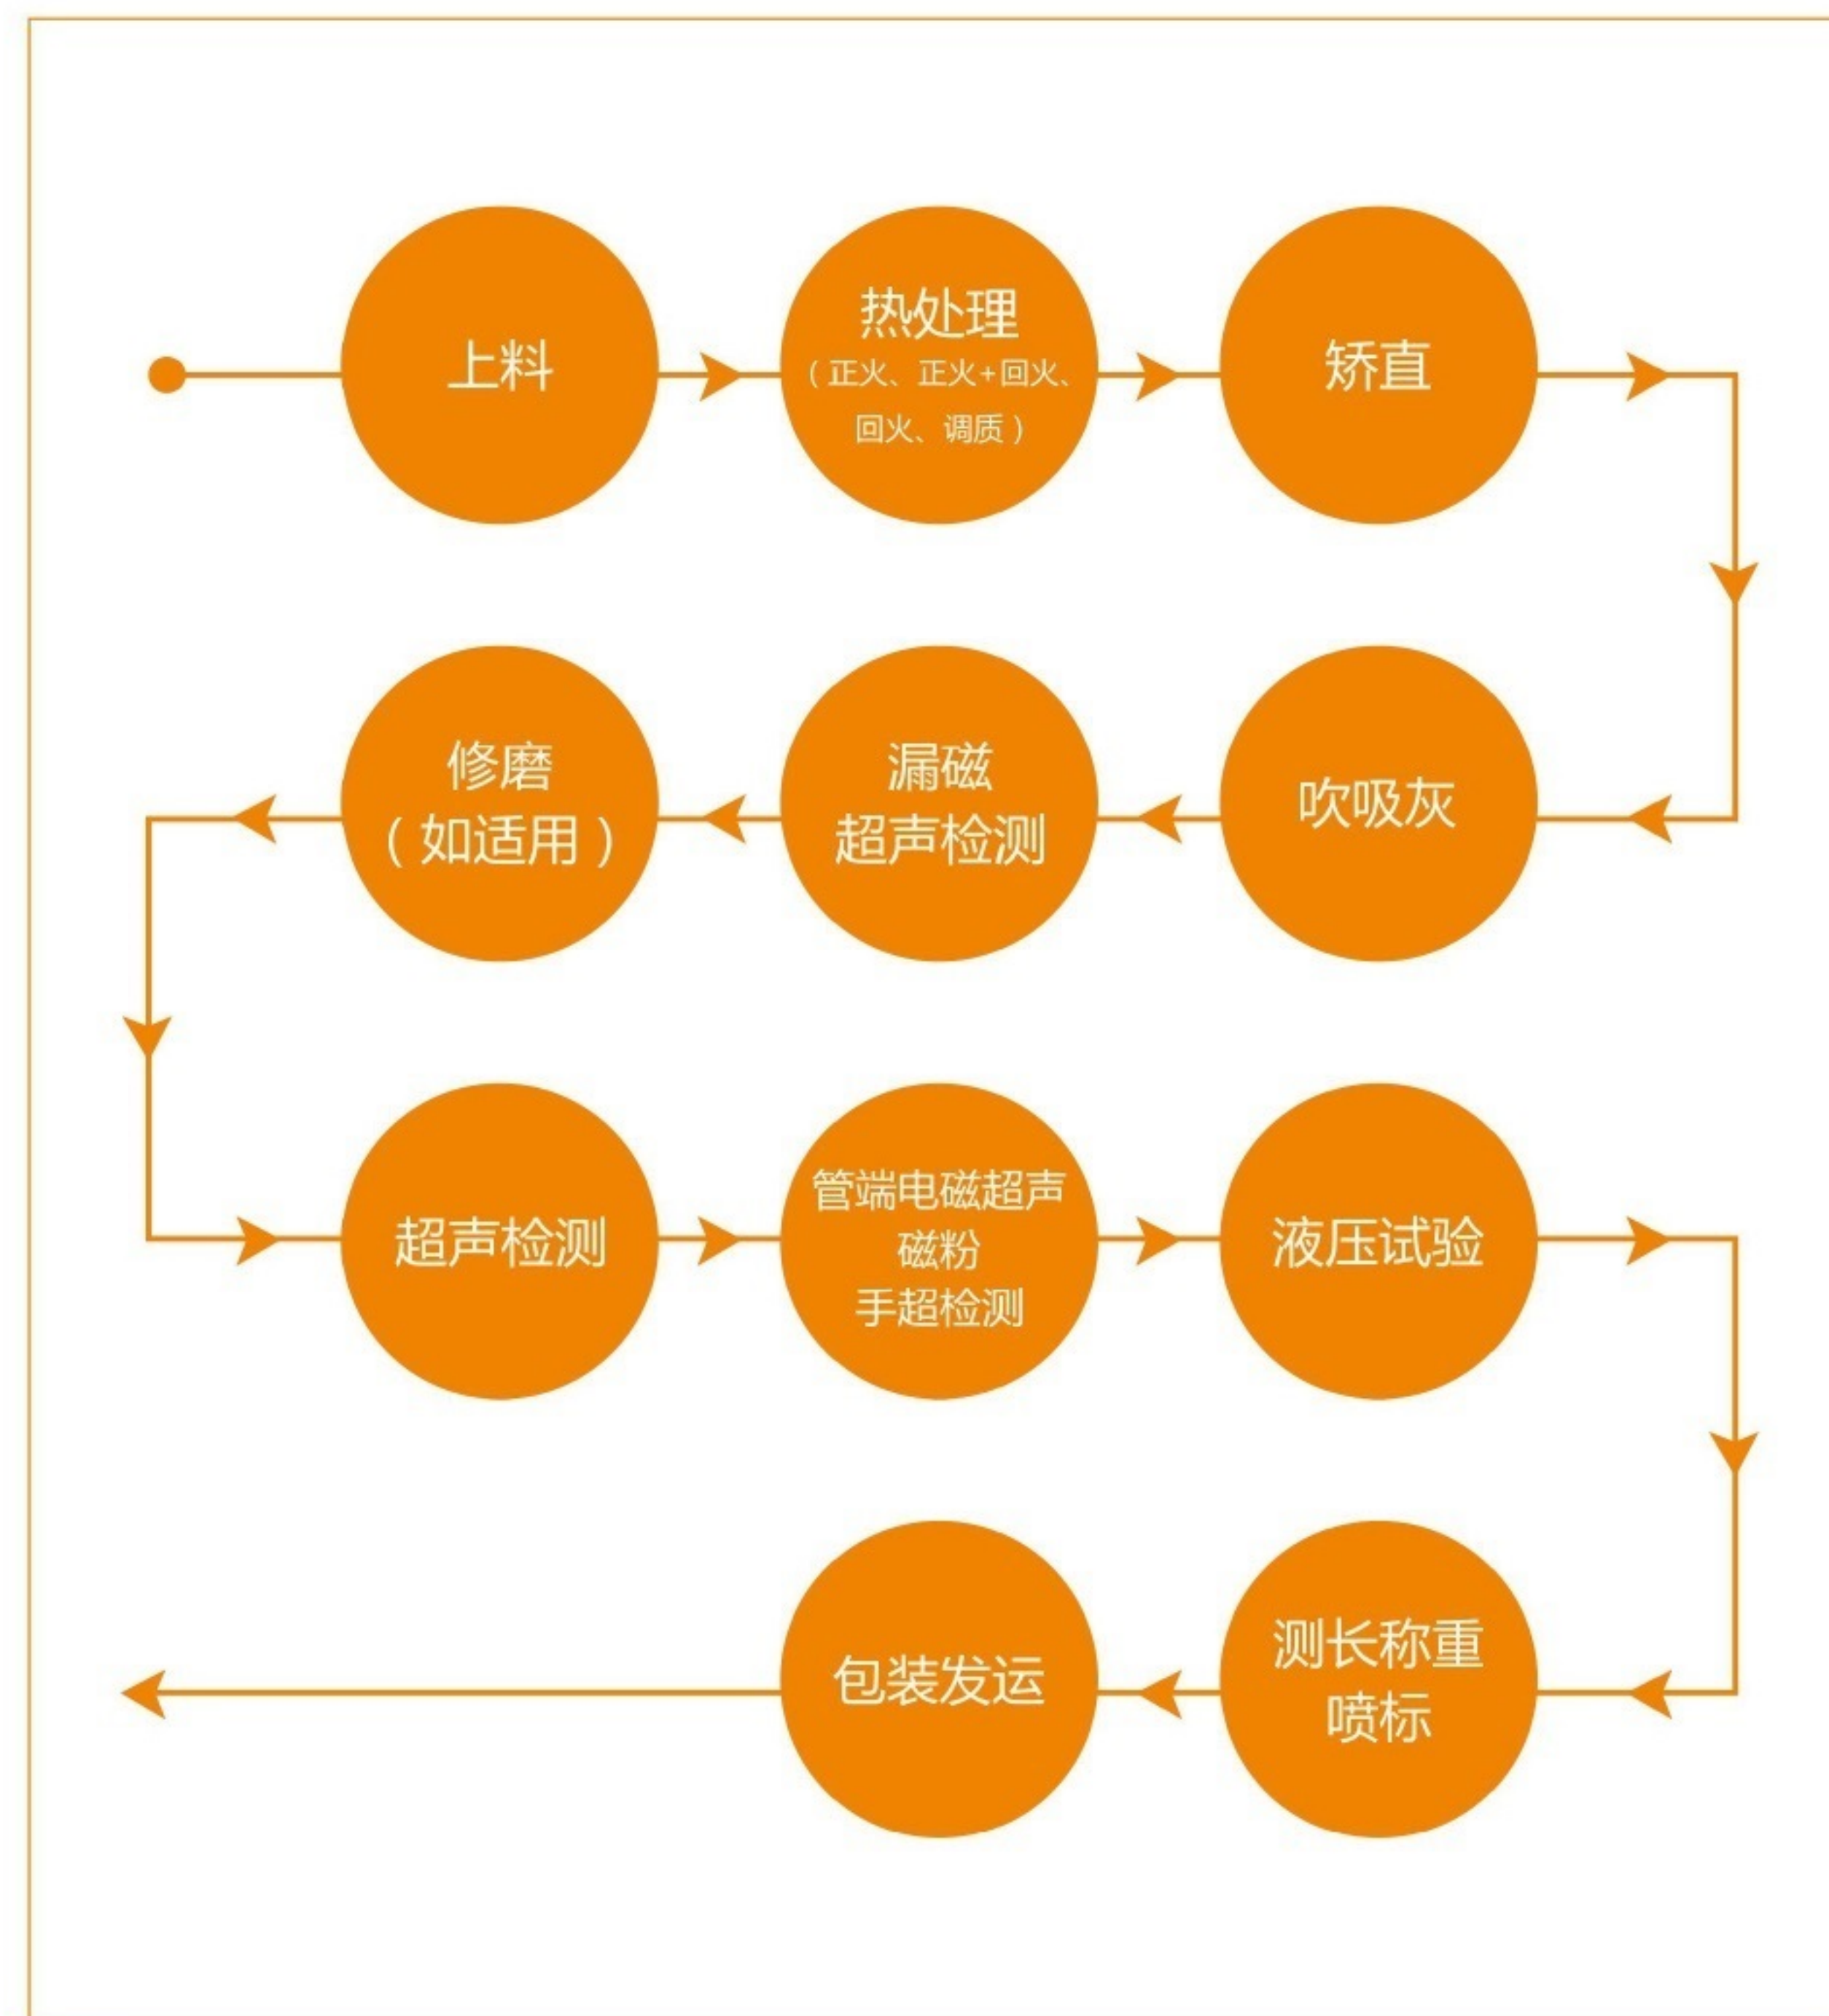 上料
热处理
（正火、正火+回火、
回火、调质）
矫直
吹吸灰
漏磁
超声检测
修磨
（如适用）
超声检测
管端电磁超声
磁粉
手超检测
液压试验
测长称重
喷标
包装发运